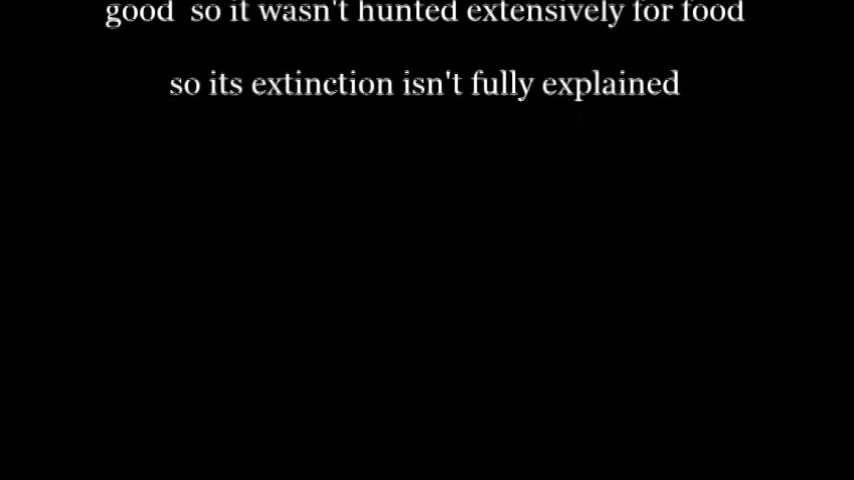 good  so it wasn't hunted extensively for food
so its extinction isn't fully explained